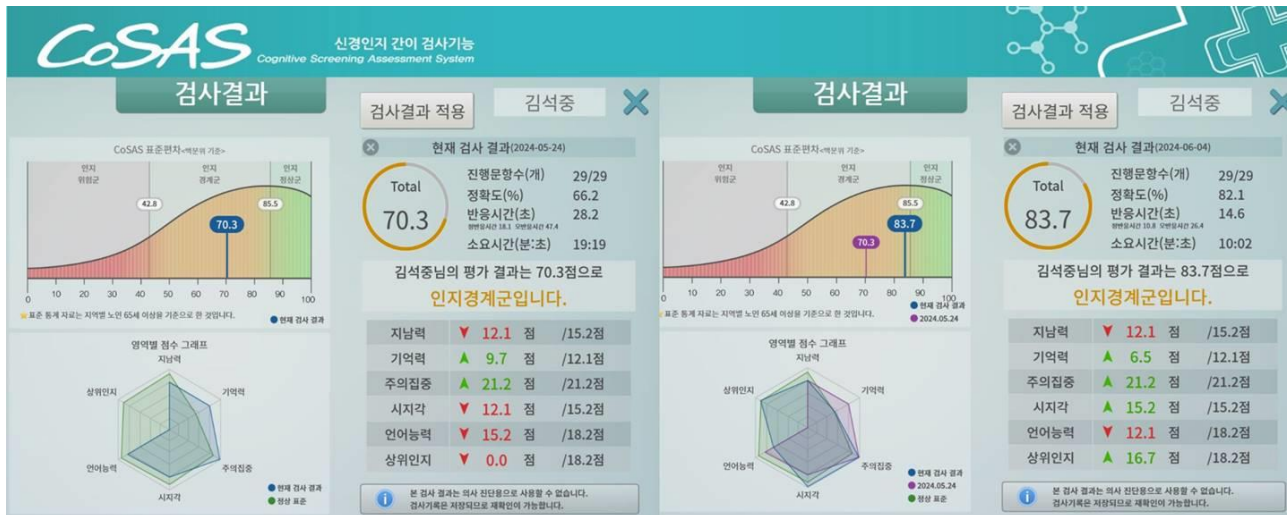 CoSAS
신경인지 간이 검사기능
Cognitive Screening Assessment System
검사결과
검사결과 적용
김석중
CoSAS 표준편차<백분위 기준>
인지 위험군
인지 경계군
인지 정상군
42.8
85.5
70.3
0 10 20 30 40 50 60 70 80 90 100
표준 통계 자료는 지역별 노인 65세 이상을 기준으로 한 것입니다.
현재 검사 결과
영역별 점수 그래프
지남력
기억력
주의집중
시지각
언어능력
상위인지
현재 검사 결과
정상 표준
현재 검사 결과(2024-05-24)
Total
70.3
진행문항수(개) 29/29
정확도(%) 66.2
반응시간(초) 28.2
정반응시간 18.1 오반응시간 47.4
소요시간(분:초) 19:19
김석중님의 평가 결과는 70.3점으로
인지경계군입니다.
지남력 12.1 점 /15.2점
기억력 9.7 점 /12.1점
주의집중 21.2 점 /21.2점
시지각 12.1 점 /15.2점
언어능력 15.2 점 /18.2점
상위인지 0.0 점 /18.2점
본 검사 결과는 의사 진단용으로 사용할 수 없습니다.
검사기록은 저장되므로 재확인이 가능합니다.
검사결과
검사결과 적용
김석중
CoSAS 표준편차<백분위 기준>
인지 위험군
인지 경계군
인지 정상군
42.8
85.5
83.7
70.3
0 10 20 30 40 50 60 70 80 90 100
표준 통계 자료는 지역별 노인 65세 이상을 기준으로 한 것입니다.
현재 검사 결과
2024.05.24
영역별 점수 그래프
지남력
기억력
주의집중
시지각
언어능력
상위인지
현재 검사 결과
2024.05.24
정상 표준
현재 검사 결과(2024-06-04)
Total
83.7
진행문항수(개) 29/29
정확도(%) 82.1
반응시간(초) 14.6
정반응시간 10.8 오반응시간 26.4
소요시간(분:초) 10:02
김석중님의 평가 결과는 83.7점으로
인지경계군입니다.
지남력 12.1 점 /15.2점
기억력 6.5 점 /12.1점
주의집중 21.2 점 /21.2점
시지각 15.2 점 /15.2점
언어능력 12.1 점 /18.2점
상위인지 16.7 점 /18.2점
본 검사 결과는 의사 진단용으로 사용할 수 없습니다.
검사기록은 저장되므로 재확인이 가능합니다.